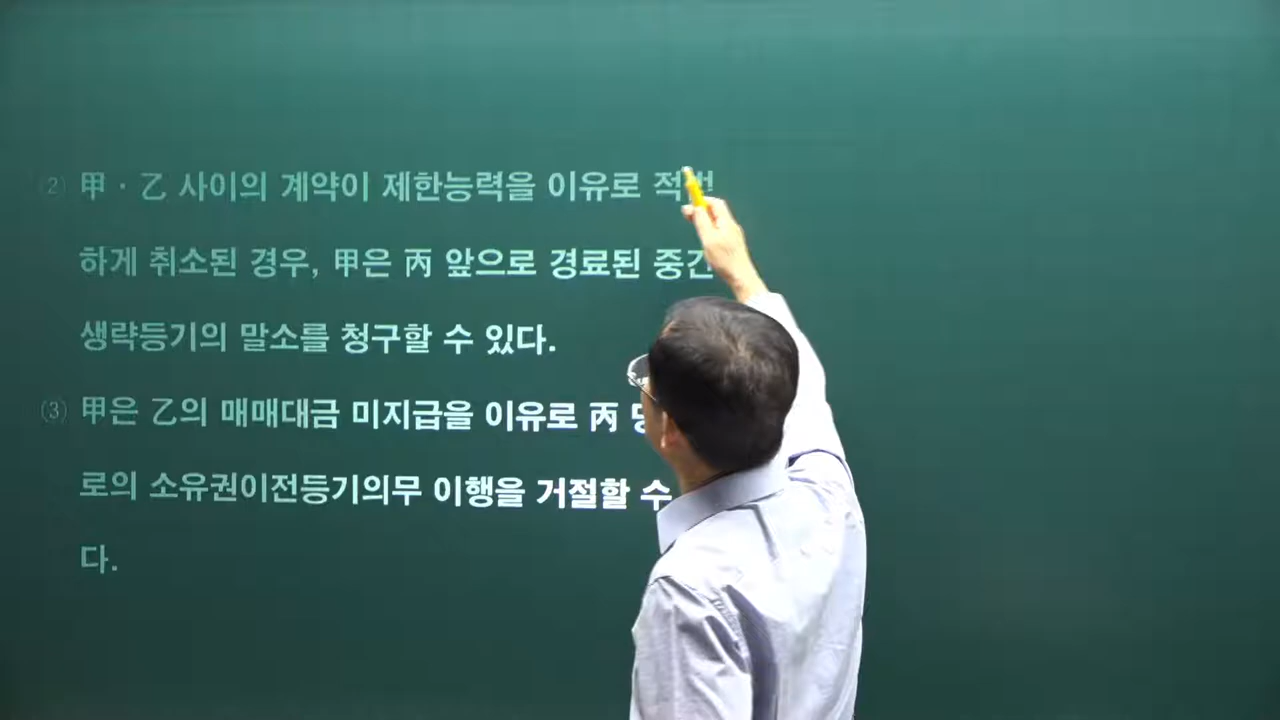 (2) 甲·乙 사이의 계약이 제한능력을 이유로
하게 취소된 경우, 甲은 丙 앞으로 경료된 중간
생략등기의 말소를 청구할 수 있다.
(3) 甲은 乙의 매매대금 미지급을 이유로 丙
로의 소유권이전등기의무 이행을 거절할 수
다.